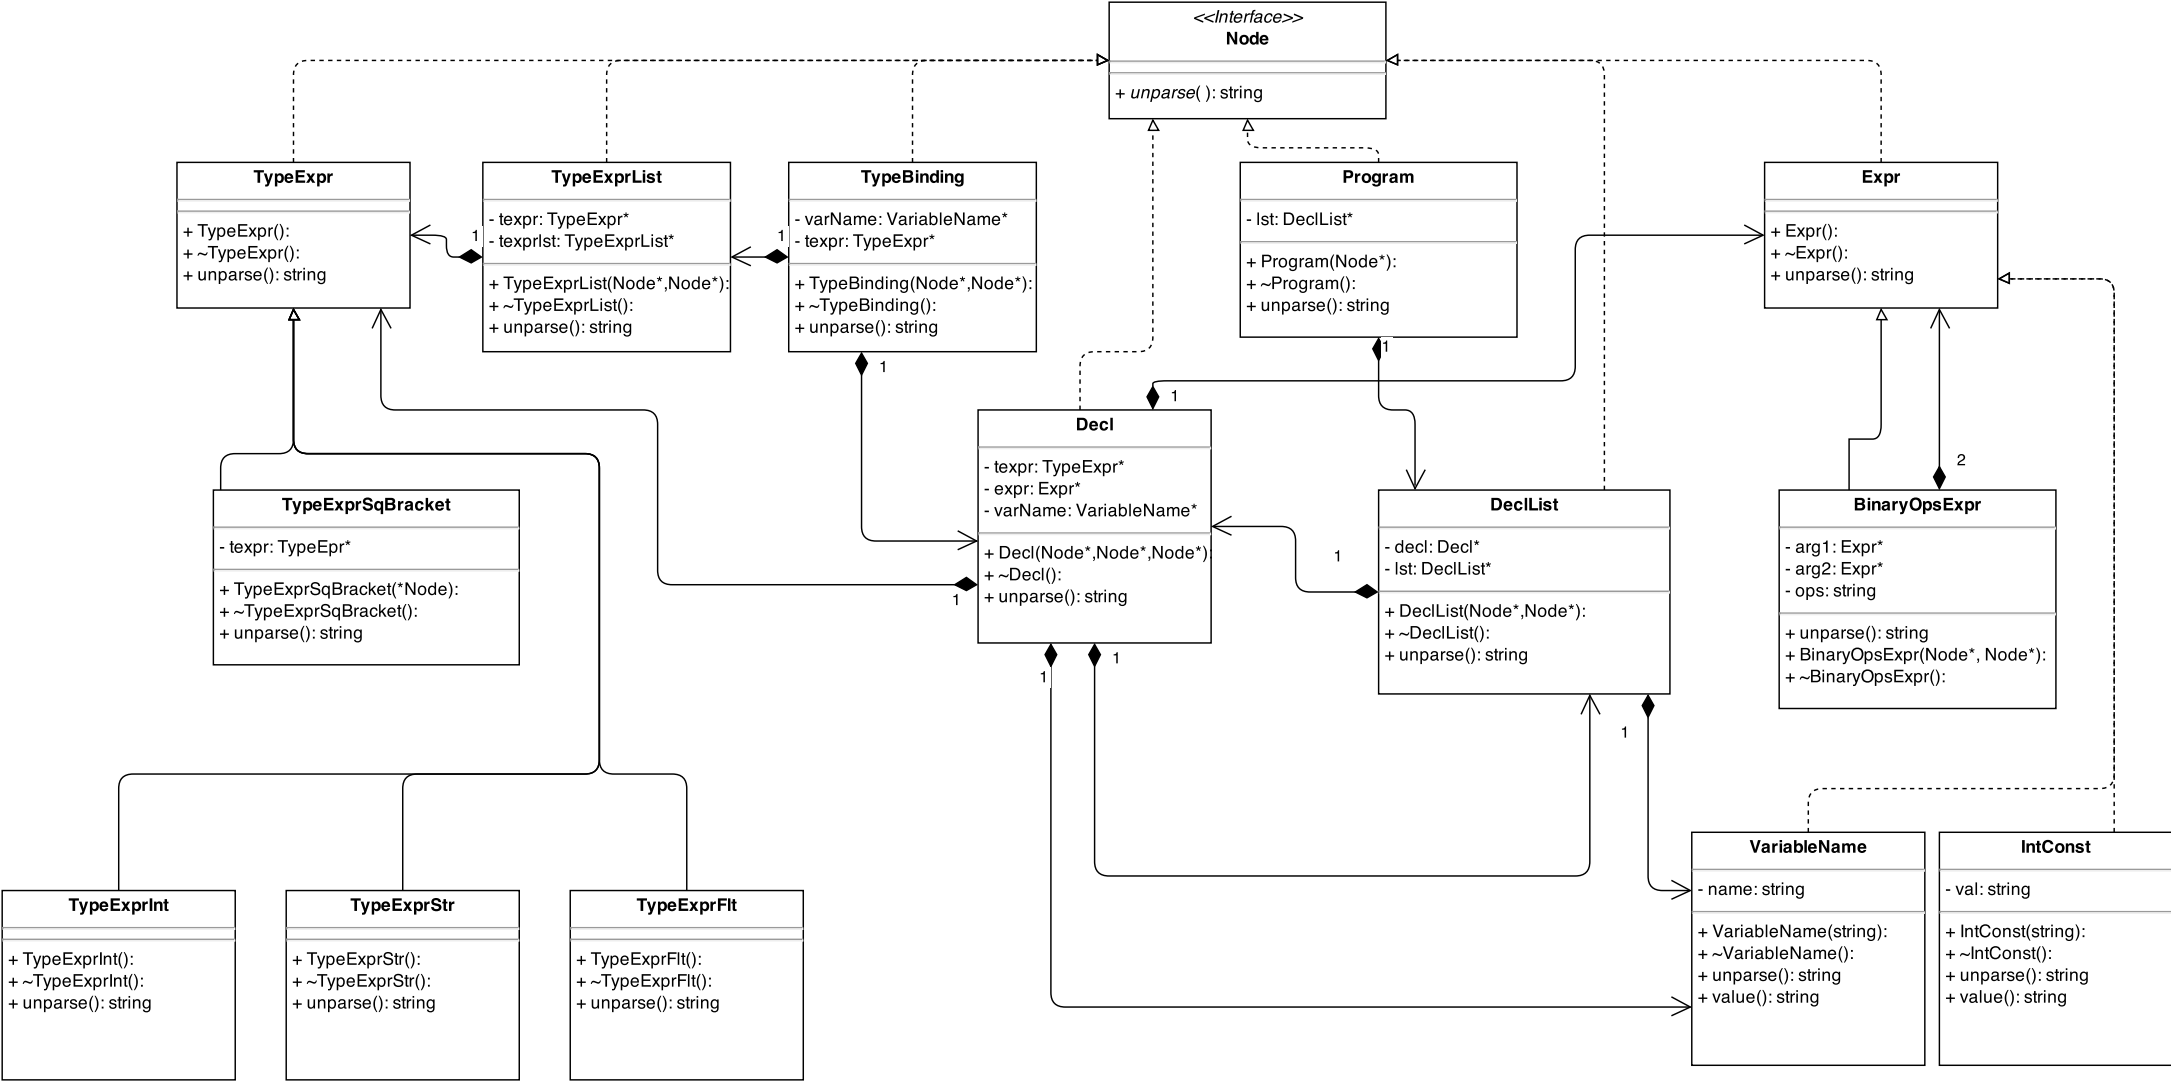 <<Interface>>
Node
+ unparse( ): string
TypeExpr
+ TypeExpr():
+ ~TypeExpr():
+ unparse(): string
1
TypeExprList
- texpr: TypeExpr*
- texprlst: TypeExprList*
+ TypeExprList(Node*,Node*):
+ ~TypeExprList():
+ unparse(): string
1
TypeBinding
- varName: VariableName*
- texpr: TypeExpr*
+ TypeBinding(Node*,Node*):
+ ~TypeBinding():
+ unparse(): string
1
Program
- lst: DeclList*
+ Program(Node*):
+ ~Program():
+ unparse(): string
1
Expr
+ Expr():
+ ~Expr():
+ unparse(): string
1
Decl
- texpr: TypeExpr*
- expr: Expr*
- varName: VariableName*
+ Decl(Node*,Node*,Node*)
+ ~Decl():
+ unparse(): string
1
1
1
1
DeclList
- decl: Decl*
- lst: DeclList*
+ DeclList(Node*,Node*):
+ ~DeclList():
+ unparse(): string
1
2
BinaryOpsExpr
- arg1: Expr*
- arg2: Expr*
- ops: string
+ unparse(): string
+ BinaryOpsExpr(Node*, Node*):
+ ~BinaryOpsExpr():
TypeExprSqBracket
- texpr: TypeEpr*
+ TypeExprSqBracket(*Node):
+ ~TypeExprSqBracket():
+ unparse(): string
TypeExprInt
+ TypeExprInt():
+ ~TypeExprInt():
+ unparse(): string
TypeExprStr
+ TypeExprStr():
+ ~TypeExprStr():
+ unparse(): string
TypeExprFlt
+ TypeExprFlt():
+ ~TypeExprFlt():
+ unparse(): string
VariableName
- name: string
+ VariableName(string):
+ ~VariableName():
+ unparse(): string
+ value(): string
IntConst
- val: string
+ IntConst(string):
+ ~IntConst():
+ unparse(): string
+ value(): string